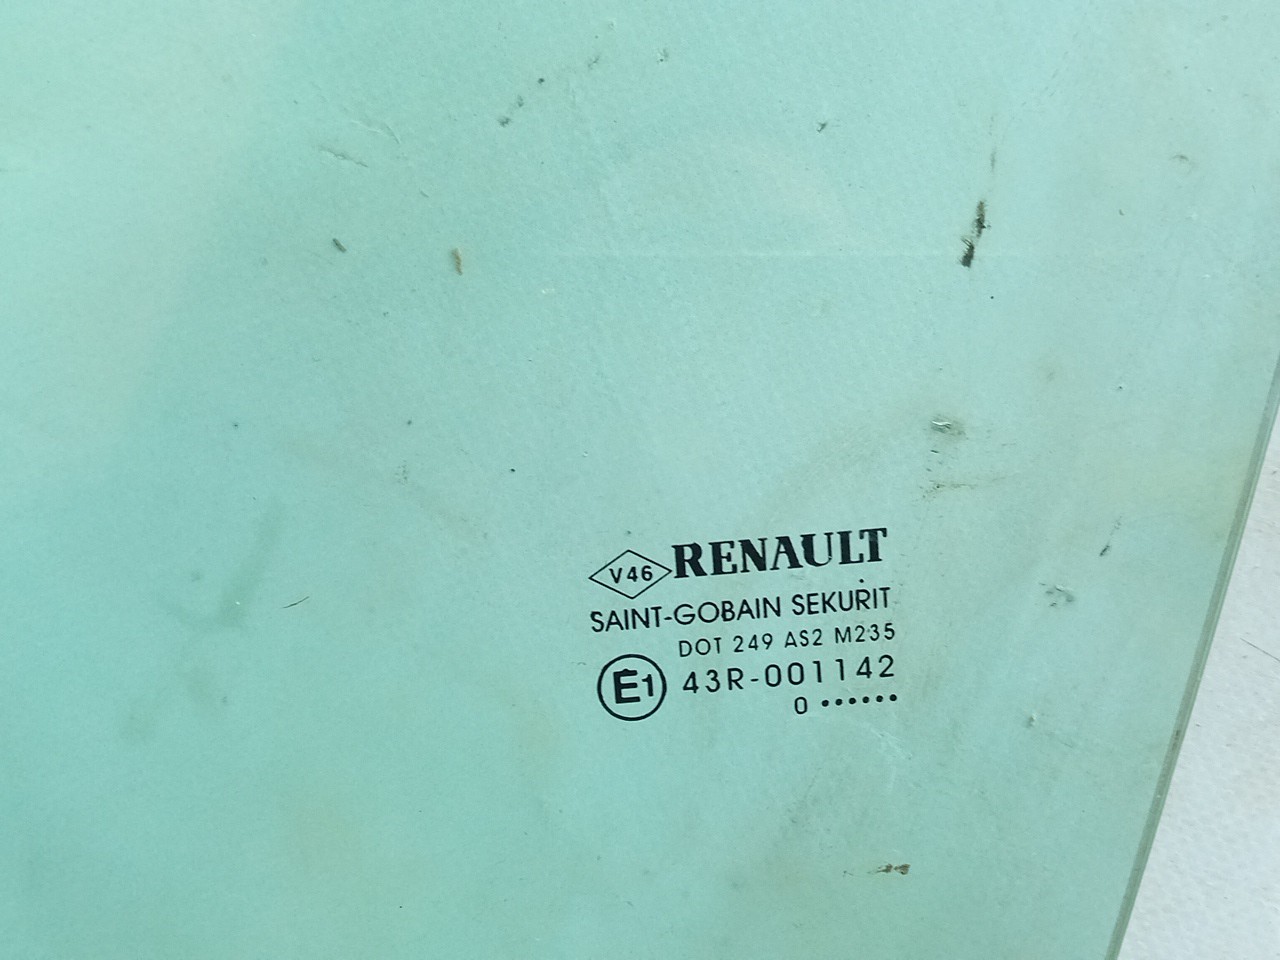 V46 RENAULT
SAINT-GOBAIN SEKURIT
DOT 249 AS2 M235
E1 43R-001142
0 ••••••